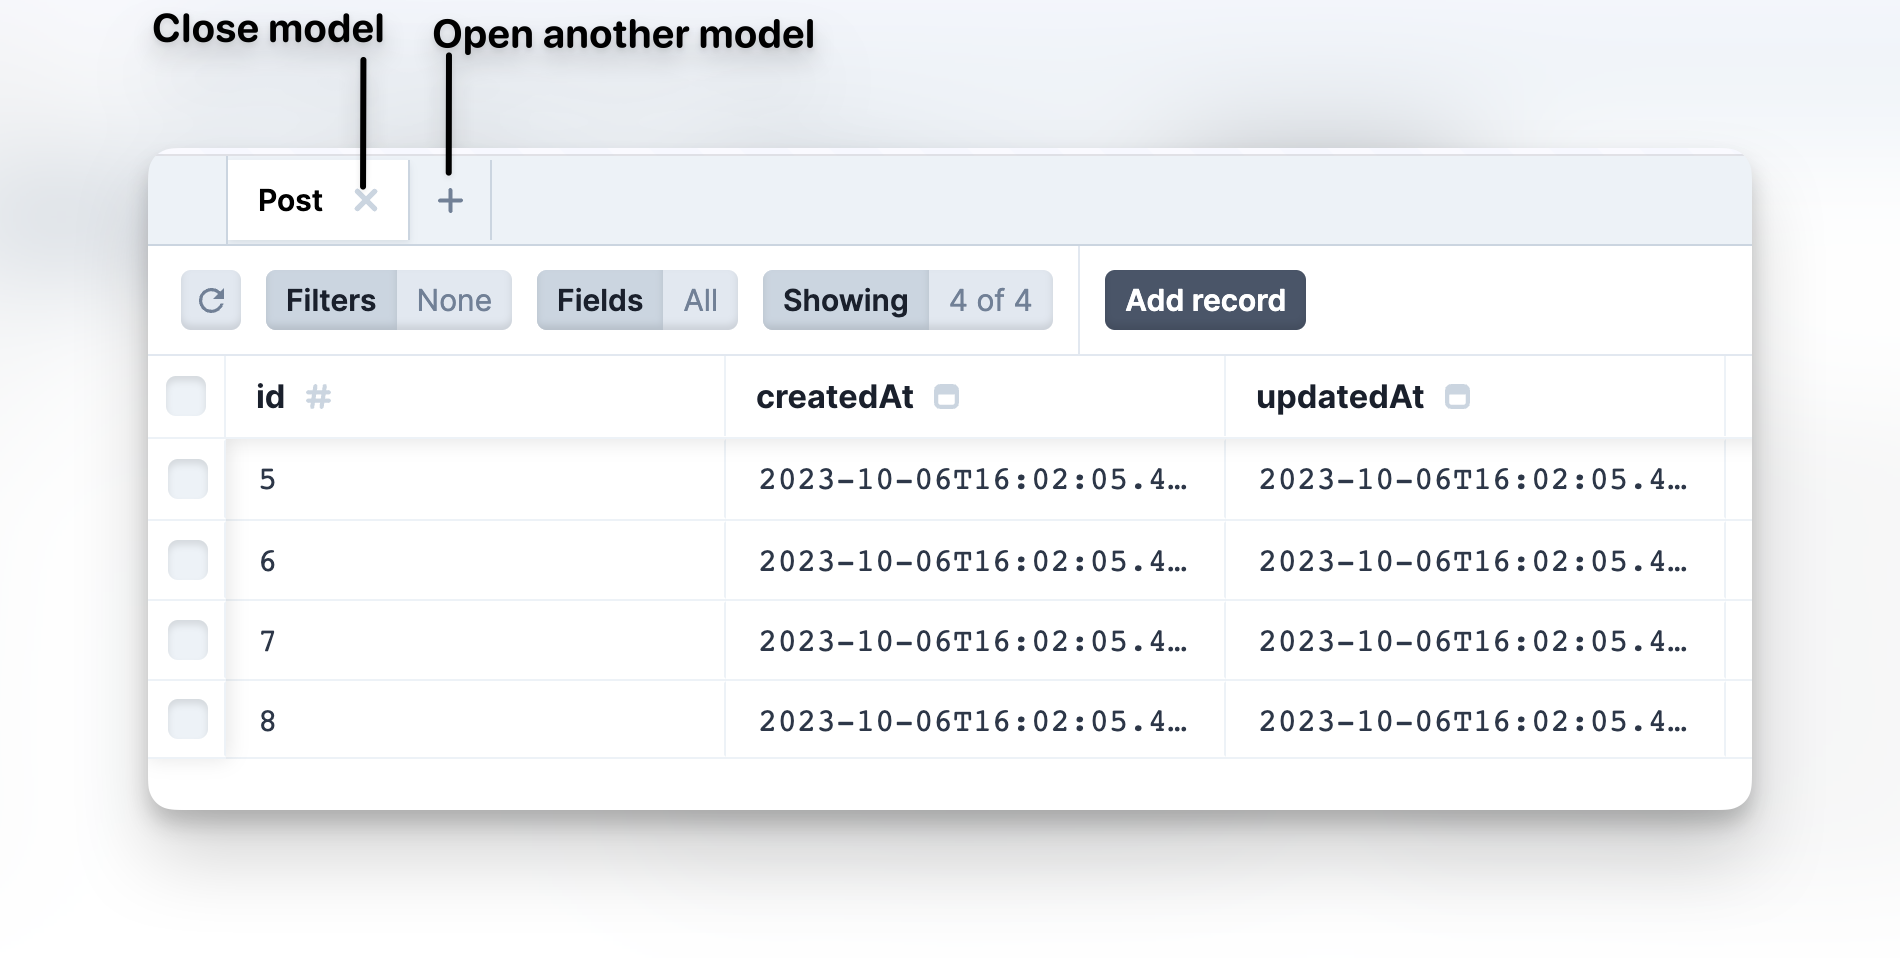 Close model Open another model
Post
Filters None Fields All Showing 4 of 4 Add record
id # createdAt updatedAt
5 2023-10-06T16:02:05.4… 2023-10-06T16:02:05.4…
6 2023-10-06T16:02:05.4… 2023-10-06T16:02:05.4…
7 2023-10-06T16:02:05.4… 2023-10-06T16:02:05.4…
8 2023-10-06T16:02:05.4… 2023-10-06T16:02:05.4…